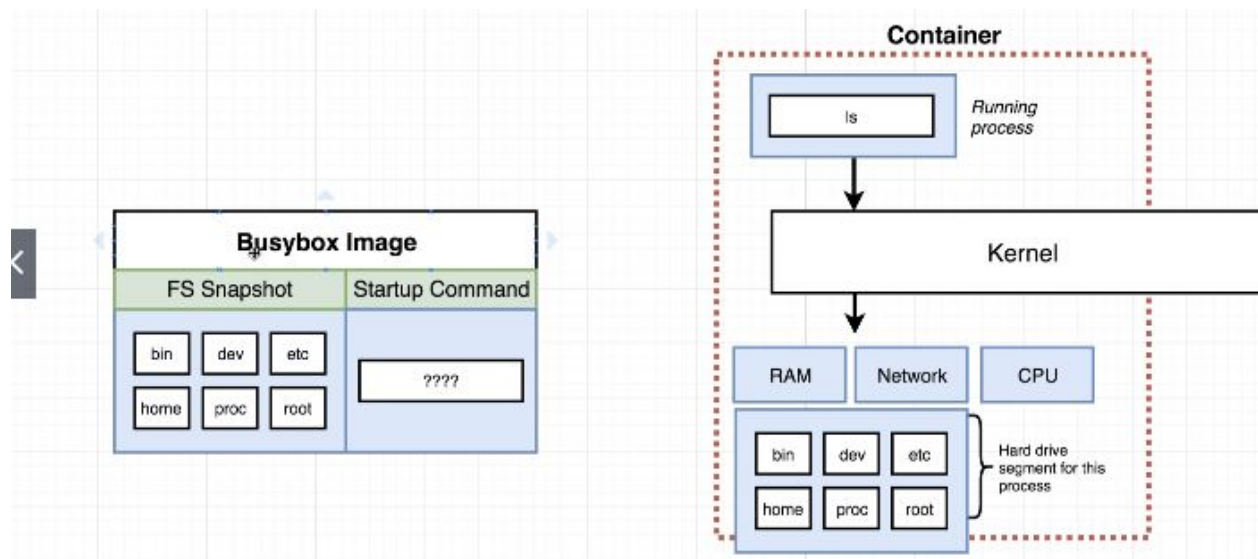 Container
ls
Running
process
Busybox Image
Kernel
FS Snapshot
Startup Command
bin
dev
etc
????
home
proc
root
RAM
Network
CPU
bin
dev
etc
home
proc
root
Hard drive
segment for this
process